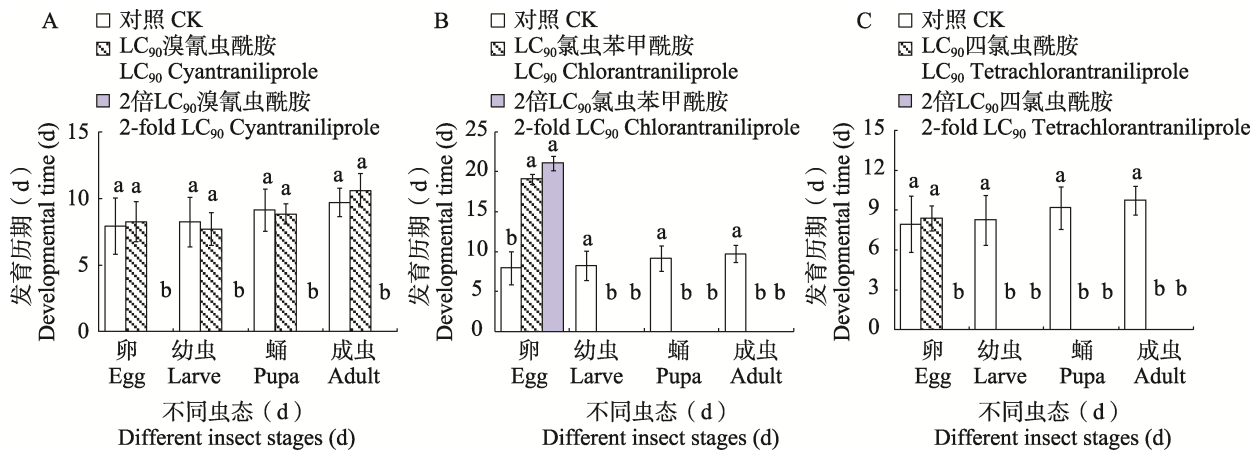 A
对照 CK
LC90溴氰虫酰胺
LC90 Cyantraniliprole
2倍LC90溴氰虫酰胺
2-fold LC90 Cyantraniliprole
发育历期（d）
Developmental time (d)
15
10
5
0
a a
b
a a
b
a a
b
a a
b
卵 幼虫 蛹 成虫
Egg Larve Pupa Adult
不同虫态（d）
Different insect stages (d)
B
对照 CK
LC90氯虫苯甲酰胺
LC90 Chlorantraniliprole
2倍LC90氯虫苯甲酰胺
2-fold LC90 Chlorantraniliprole
发育历期（d）
Developmental time (d)
25
20
15
10
5
0
b a a
a b b
a b b
a b b
卵 幼虫 蛹 成虫
Egg Larve Pupa Adult
不同虫态（d）
Different insect stages (d)
C
对照 CK
LC90四氯虫酰胺
LC90 Tetrachlorantraniliprole
2倍LC90四氯虫酰胺
2-fold LC90 Tetrachlorantraniliprole
发育历期（d）
Developmental time (d)
15
12
9
6
3
0
a a b
a b b
a b b
a b b
卵 幼虫 蛹 成虫
Egg Larve Pupa Adult
不同虫态（d）
Different insect stages (d)